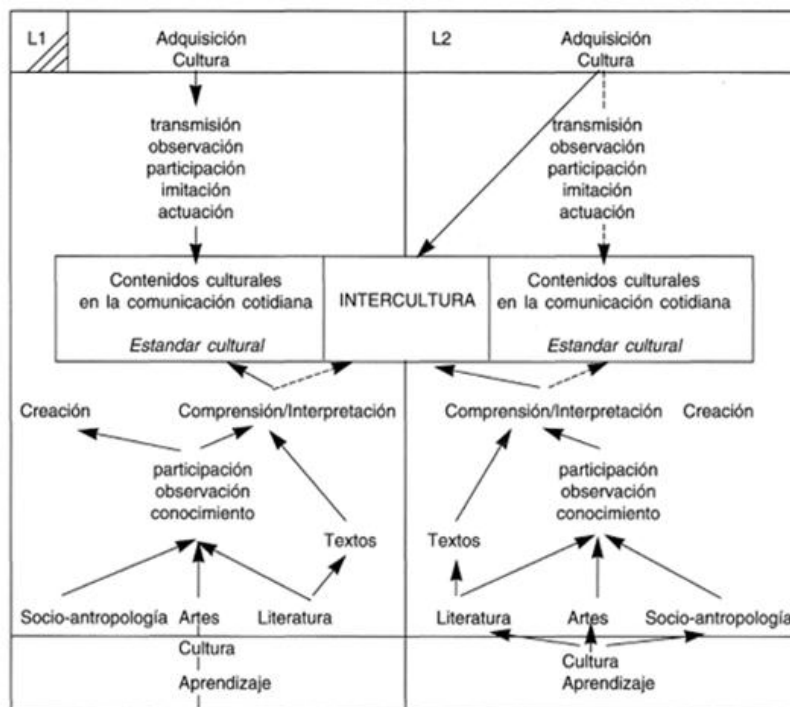 L1
Adquisición
Cultura
L2
Adquisición
Cultura
transmisión
observación
participación
imitación
actuación
transmisión
observación
participación
imitación
actuación
Contenidos culturales
en la comunicación cotidiana
Estandar cultural
INTERCULTURA
Contenidos culturales
en la comunicación cotidiana
Estandar cultural
Creación
Comprensión/Interpretación
Comprensión/Interpretación
Creación
participación
observación
conocimiento
Textos
participación
observación
conocimiento
Textos
Socio-antropología
Artes
Literatura
Literatura
Artes
Socio-antropología
Cultura
Aprendizaje
Cultura
Aprendizaje